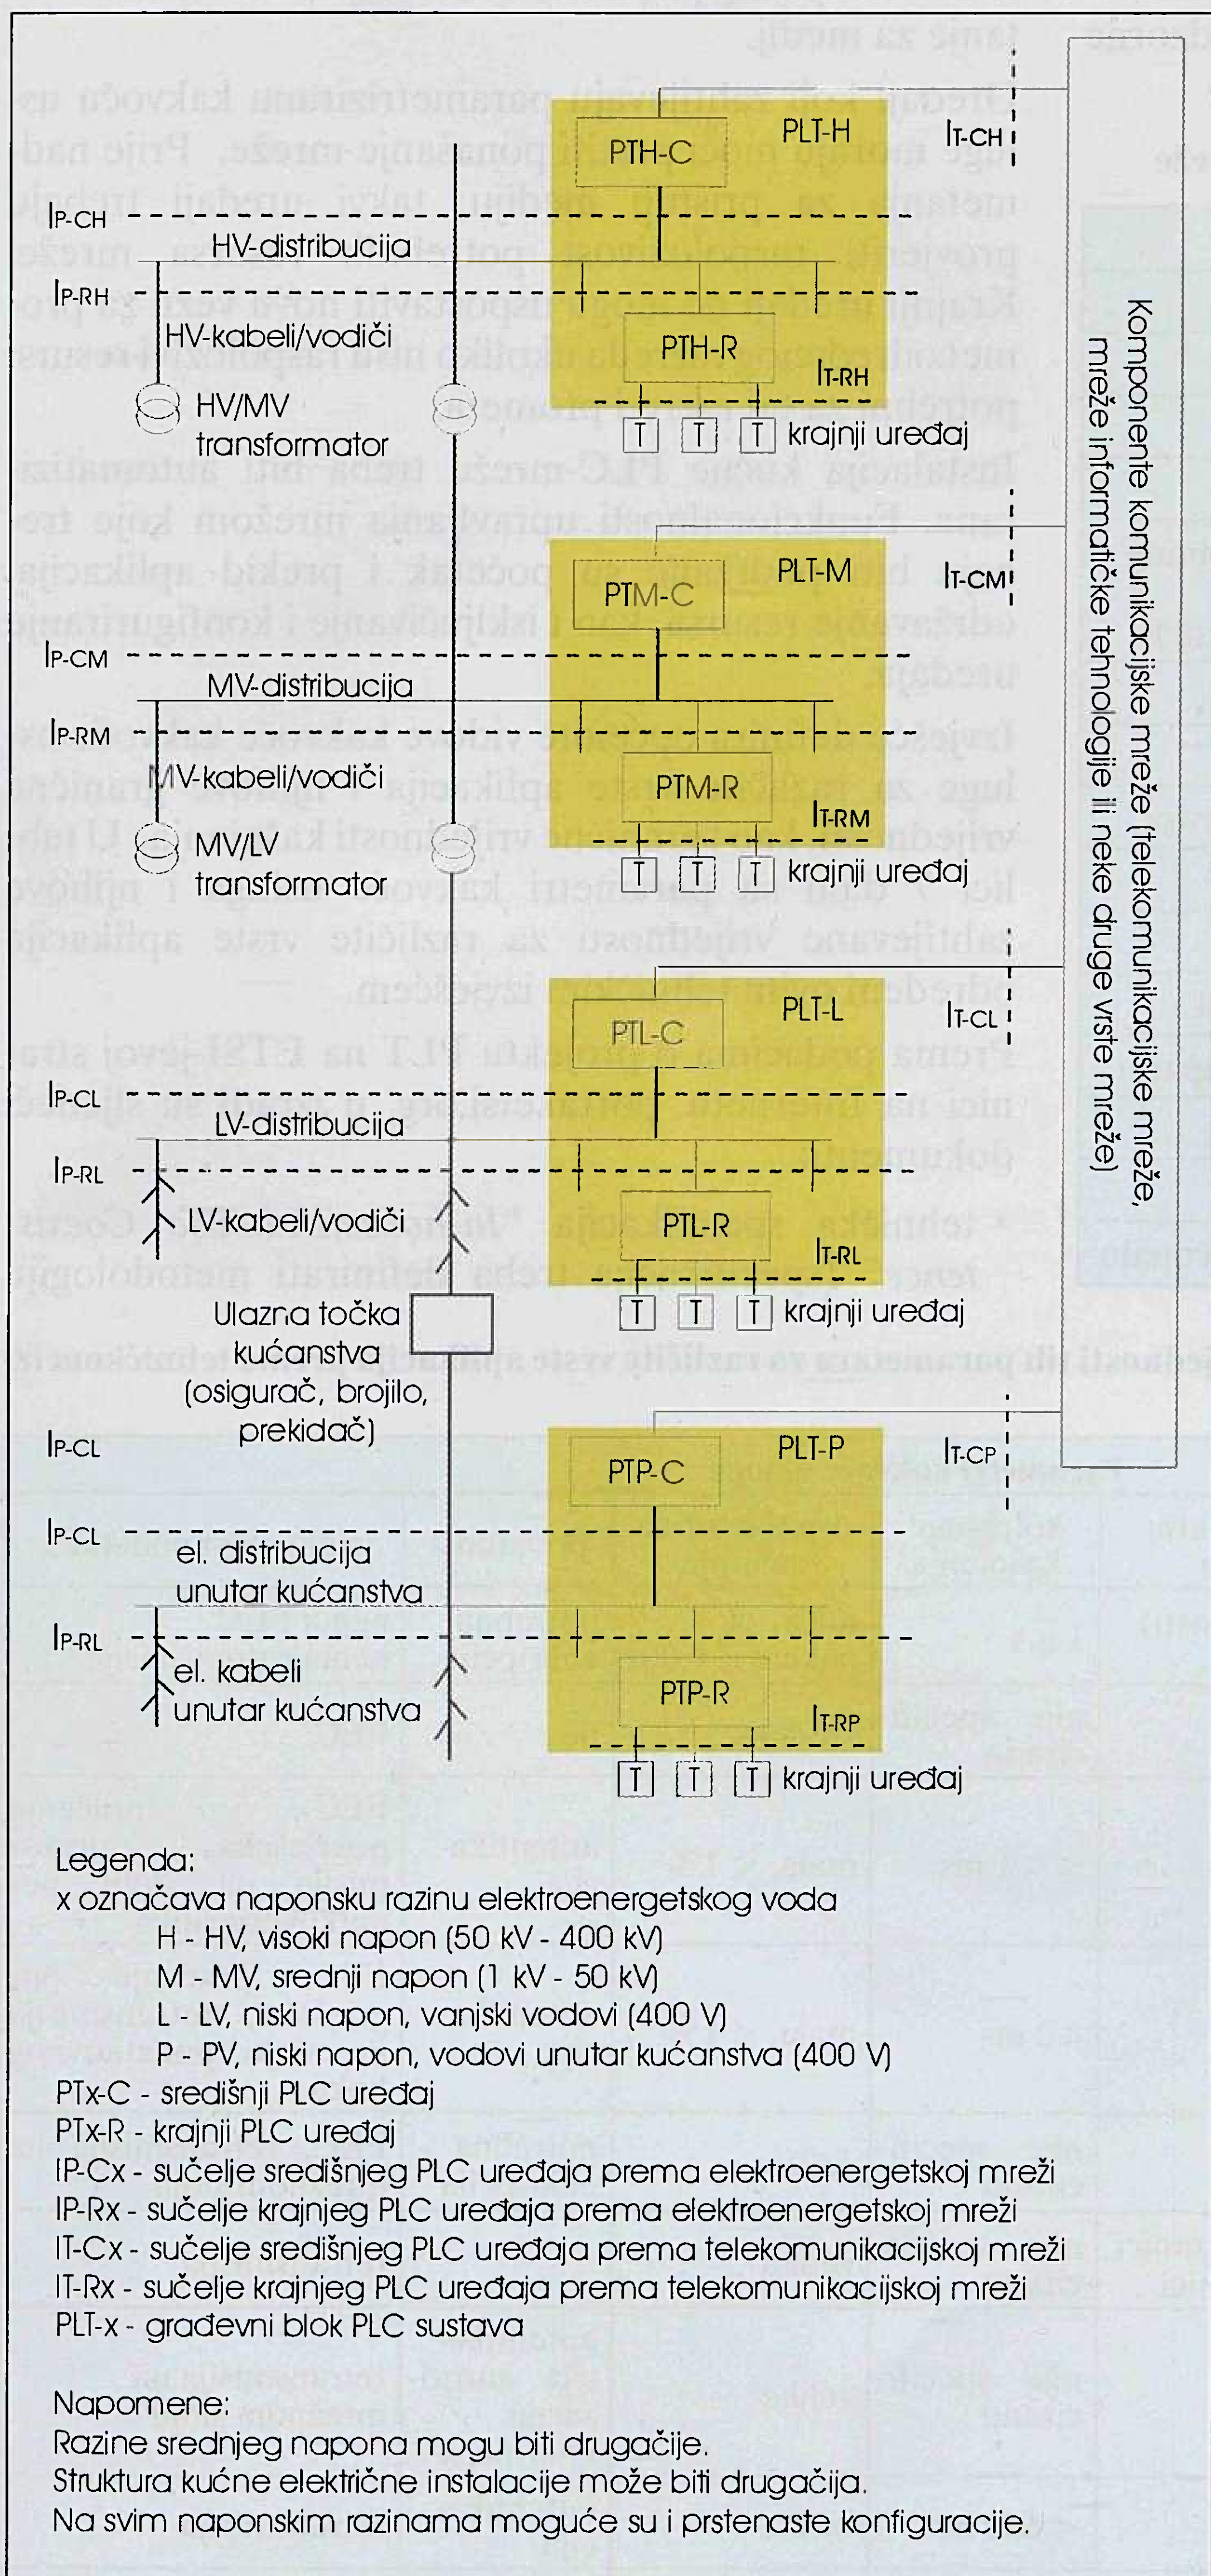 PLT-H
IT-CH
PTH-C
IP-CH
HV-distribucija
IP-RH
HV-kabeli/vodiči
PTH-R
IT-RH
HV/MV
transformator
T T T krajnji uređaj
PLT-M
IT-CM
PTM-C
IP-CM
MV-distribucija
IP-RM
MV-kabeli/vodiči
PTM-R
IT-RM
MV/LV
transformator
T T T krajnji uređaj
PLT-L
IT-CL
PTL-C
IP-CL
LV-distribucija
IP-RL
LV-kabeli/vodiči
PTL-R
IT-RL
T T T krajnji uređaj
Ulazna točka
kućanstva
(osigurač, brojilo,
prekidač)
IP-CL
PLT-P
IT-CP
PTP-C
IP-CL
el. distribucija
unutar kućanstva
IP-RL
el. kabeli
unutar kućanstva
PTP-R
IT-RP
T T T krajnji uređaj
Komponente komunikacijske mreže (telekomunikacijske mreže,
mreže informatičke tehnologije ili neke druge vrste mreže)
Legenda:
x označava naponsku razinu elektroenergetskog voda
H - HV, visoki napon (50 kV - 400 kV)
M - MV, srednji napon (1 kV - 50 kV)
L - LV, niski napon, vanjski vodovi (400 V)
P - PV, niski napon, vodovi unutar kućanstva (400 V)
PTx-C - središnji PLC uređaj
PTx-R - krajnji PLC uređaj
IP-Cx - sučelje središnjeg PLC uređaja prema elektroenergetskoj mreži
IP-Rx - sučelje krajnjeg PLC uređaja prema elektroenergetskoj mreži
IT-Cx - sučelje središnjeg PLC uređaja prema telekomunikacijskoj mreži
IT-Rx - sučelje krajnjeg PLC uređaja prema telekomunikacijskoj mreži
PLT-x - građevni blok PLC sustava
Napomene:
Razine srednjeg napona mogu biti drugačije.
Struktura kućne električne instalacije može biti drugačija.
Na svim naponskim razinama moguće su i prstenaste konfiguracije.